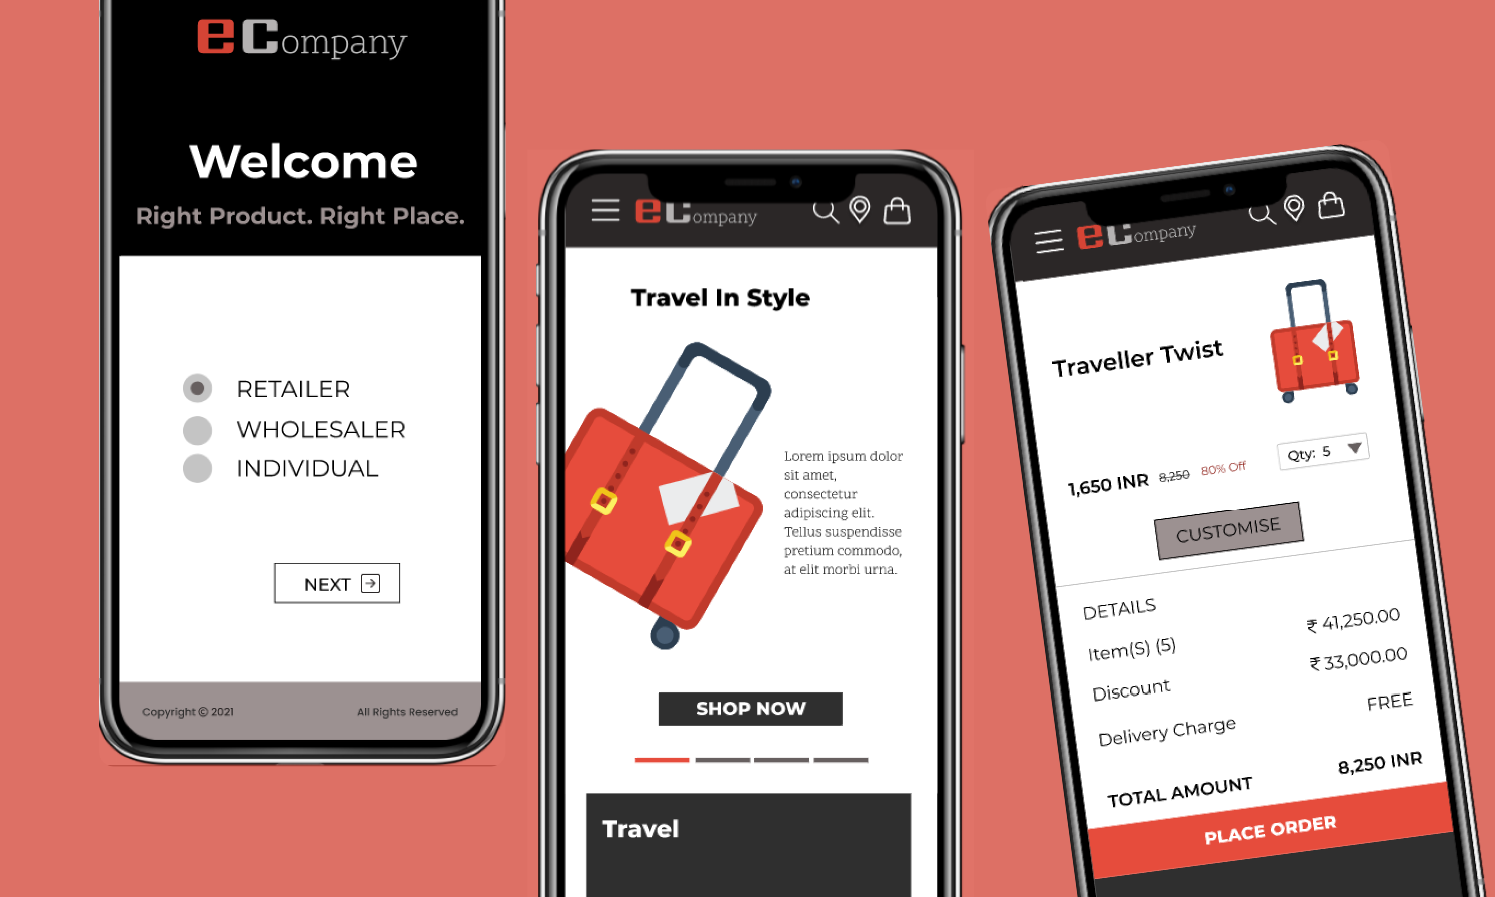 eCompany
Welcome
Right Product. Right Place.
RETAILER
WHOLESALER
INDIVIDUAL
NEXT
Copyright © 2021
All Rights Reserved
eCompany
Travel In Style
Lorem ipsum dolor
sit amet,
consectetur
adipiscing elit.
Tellus suspendisse
pretium commodo,
at elit morbi urna.
SHOP NOW
Travel
eCompany
Traveller Twist
Qty: 5
1,650 INR 8,250 80% Off
CUSTOMISE
DETAILS
Item(S) (5) ₹ 41,250.00
Discount ₹ 33,000.00
Delivery Charge FREE
TOTAL AMOUNT 8,250 INR
PLACE ORDER